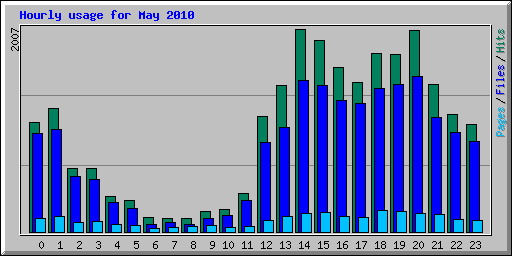 Hourly usage for May 2010
2007
Pages/Files/Hits
0 1 2 3 4 5 6 7 8 9 10 11 12 13 14 15 16 17 18 19 20 21 22 23